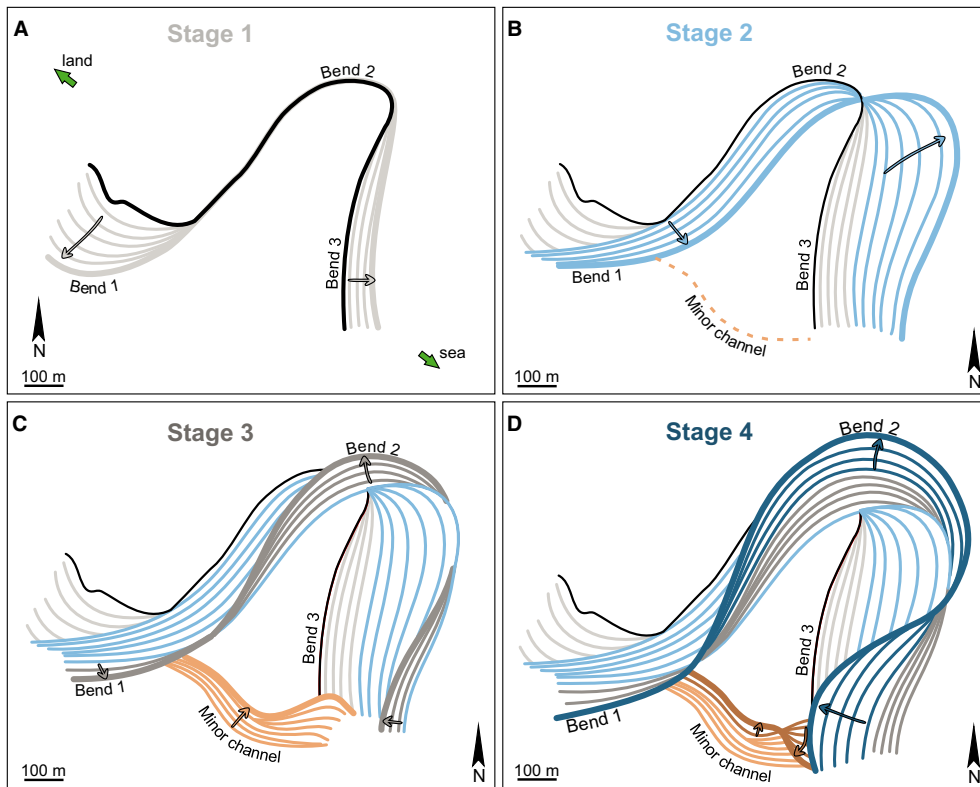 A
Stage 1
land
Bend 2
Bend 3
Bend 1
N
sea
100 m
B
Stage 2
Bend 2
Bend 3
Bend 1
Minor channel
100 m
N
C
Stage 3
Bend 2
Bend 3
Bend 1
Minor channel
100 m
N
D
Stage 4
Bend 2
Bend 3
Bend 1
Minor channel
100 m
N